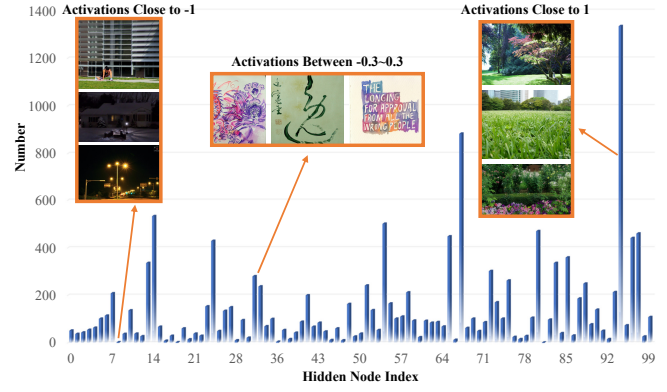 Activations Close to -1
Activations Close to 1
Activations Between -0.3~0.3
THE
LONGING
FOR APPROVAL
FROM ALL THE
WRONG PEOPLE
Number
1400
1200
1000
800
600
400
200
0
0 7 14 21 28 36 43 50 57 64 71 78 85 92 99
Hidden Node Index